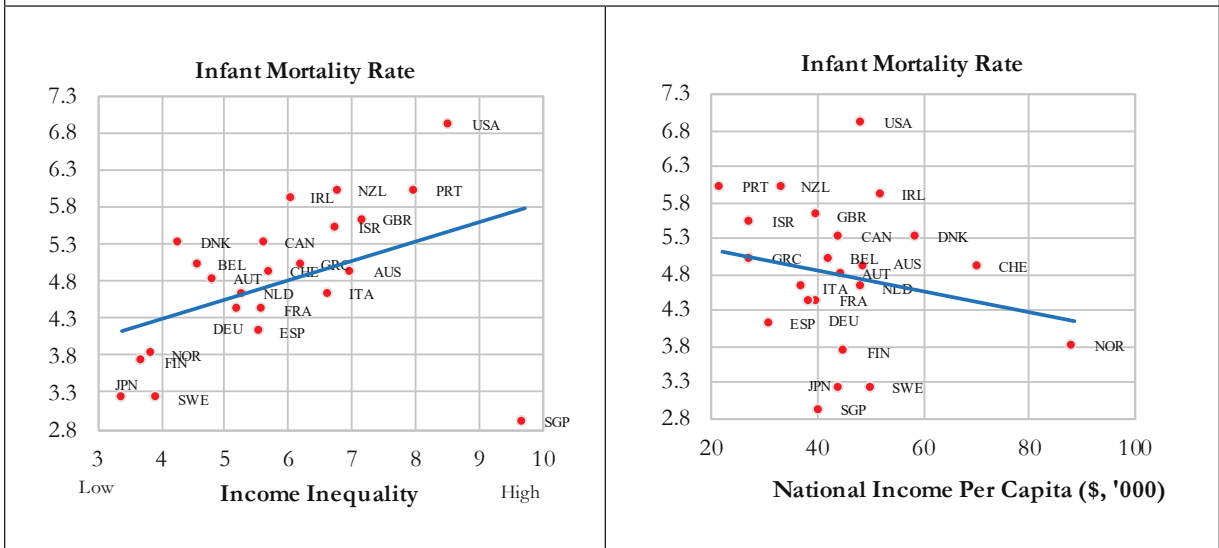 Infant Mortality Rate
7.3
6.8
6.3
5.8
5.3
4.8
4.3
3.8
3.3
2.8
USA
IRL
NZL
PRT
GBR
ISR
DNK
CAN
BEL
CHE
GRC
AUS
AUT
NLD
ITA
FRA
DEU
ESP
NOR
FIN
JPN
SWE
SGP
3 4 5 6 7 8 9 10
Low
Income Inequality
High
Infant Mortality Rate
7.3
6.8
6.3
5.8
5.3
4.8
4.3
3.8
3.3
2.8
USA
PRT
NZL
IRL
ISR
GBR
CAN
DNK
GRC
BEL
AUS
CHE
AUT
ITA
NLD
FRA
ESP
DEU
NOR
FIN
JPN
SWE
SGP
20 40 60 80 100
National Income Per Capita ($, '000)